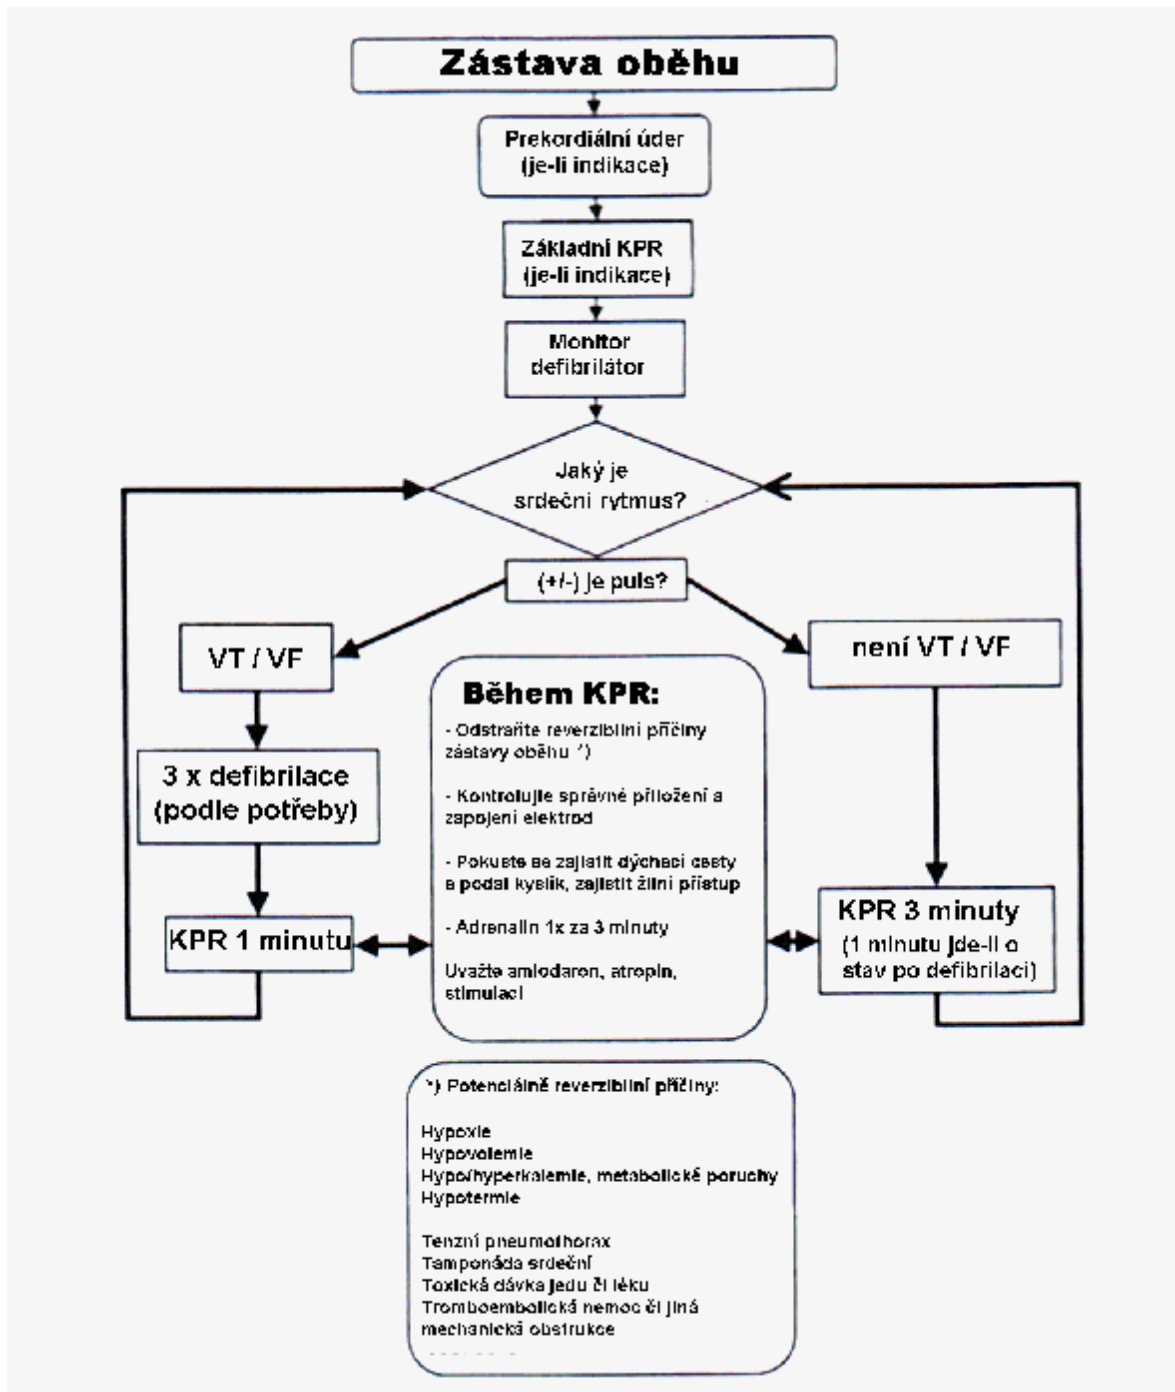 Zástava oběhu
Prekordiální úder
(je-li indikace)
Základní KPR
(je-li indikace)
Monitor
defibrilátor
Jaký je
srdeční rytmus?
(+/-) je puls?
VT / VF
není VT / VF
3 x defibrilace
(podle potřeby)
KPR 1 minutu
Během KPR:
- Odstraňte reverzibilní příčiny
zástavy oběhu *)
- Kontrolujte správné přiložení a
zapojení elektrod
- Pokuste se zajistit dýchací cesty
a podat kyslík, zajistit žilní přístup
- Adrenalin 1x za 3 minuty
Uvažte amiodaron, atropin,
stimulaci
KPR 3 minuty
(1 minutu jde-li o
stav po defibrilaci)
*) Potenciálně reverzibilní příčiny:
Hypoxie
Hypovolemie
Hypo/hyperkalemie, metabolické poruchy
Hypotermie
Tenzní pneumothorax
Tamponáda srdeční
Toxická dávka jedu či léku
Tromboembolická nemoc či jiná
mechanická obstrukce